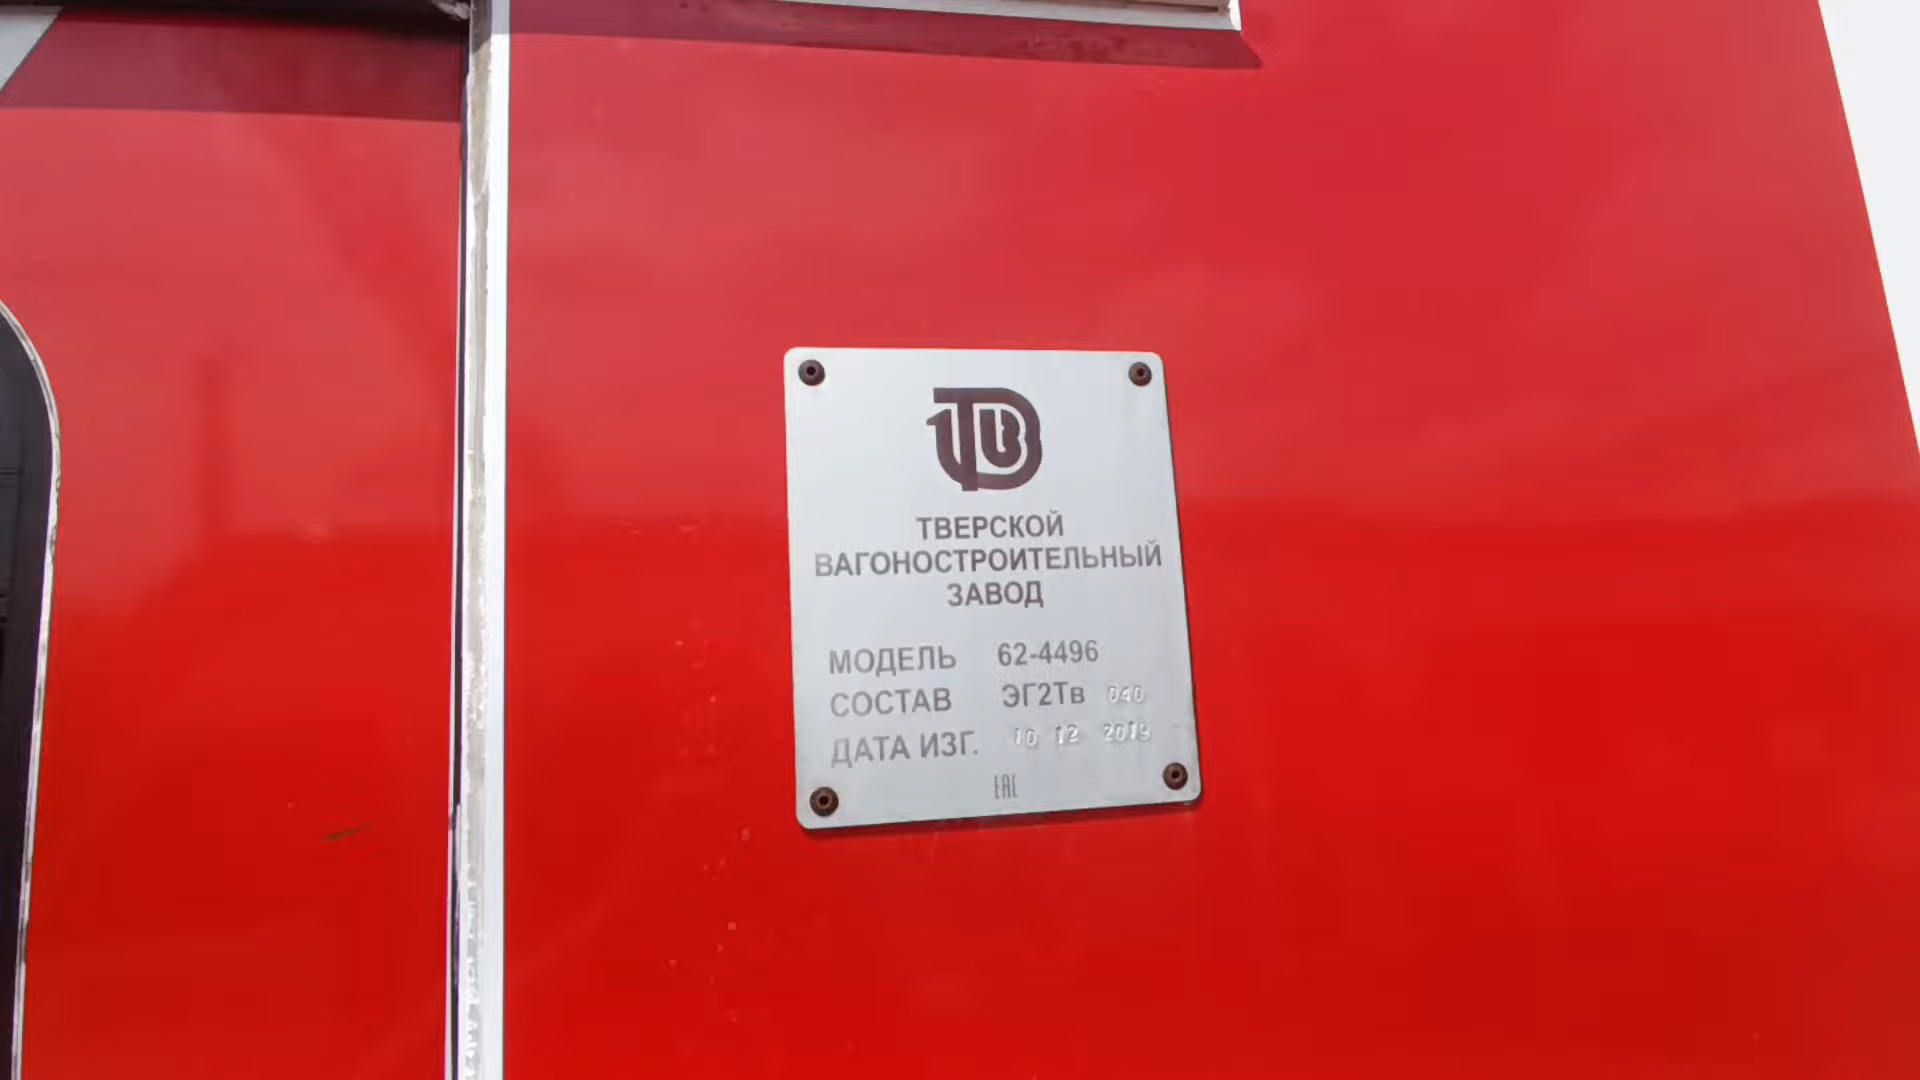 ТВЕРСКОЙ
ВАГОНОСТРОИТЕЛЬНЫЙ
ЗАВОД
МОДЕЛЬ 62-4496
СОСТАВ ЭГ2Тв 040
ДАТА ИЗГ. 10 12 2019
EAC